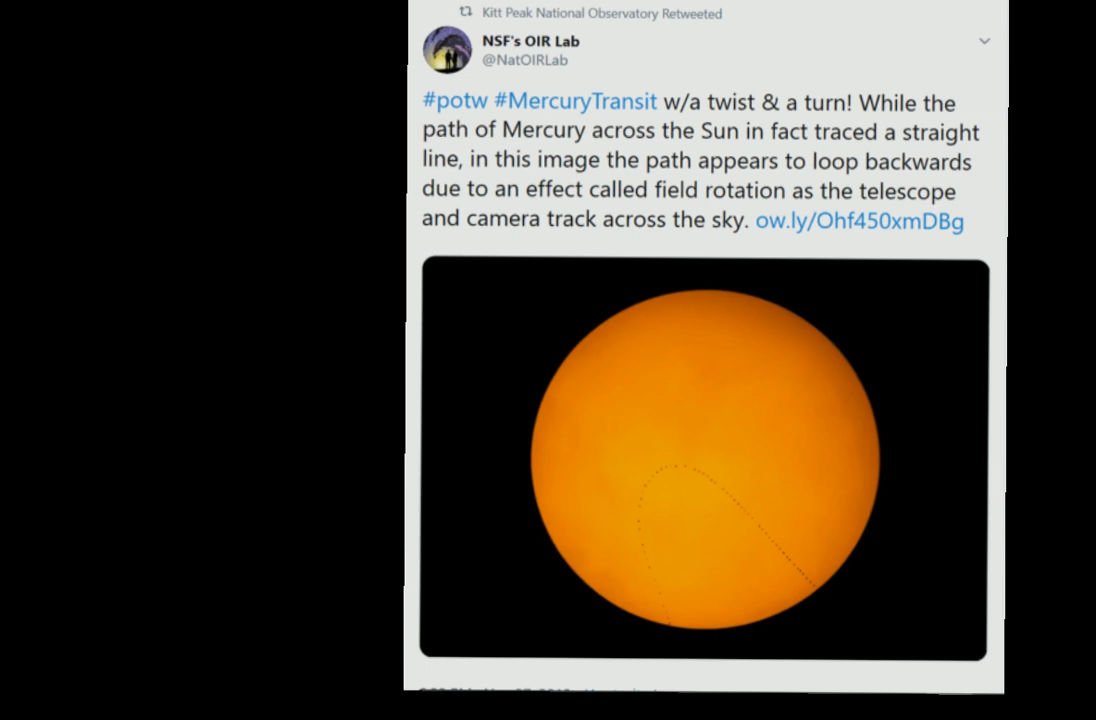 Kitt Peak National Observatory Retweeted
NSF's OIR Lab
@NatOIRLab
#potw #MercuryTransit w/a twist & a turn! While the
path of Mercury across the Sun in fact traced a straight
line, in this image the path appears to loop backwards
due to an effect called field rotation as the telescope
and camera track across the sky. ow.ly/Ohf450xmDBg